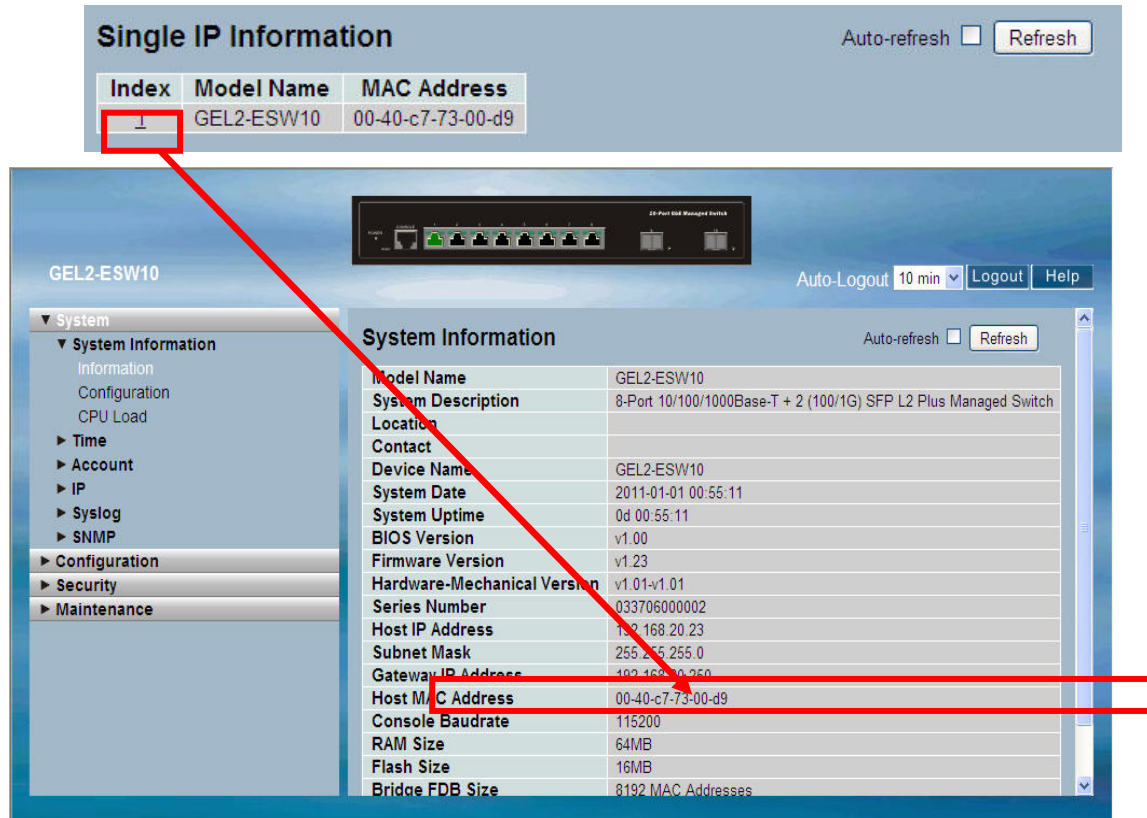 Single IP Information
Auto-refresh Refresh
Index Model Name MAC Address
1 GEL2-ESW10 00-40-c7-73-00-d9
GEL2-ESW10
Auto-Logout 10 min Logout Help
▼ System
▼ System Information
Information
Configuration
CPU Load
► Time
► Account
► IP
► Syslog
► SNMP
► Configuration
► Security
► Maintenance
System Information
Auto-refresh Refresh
Model Name GEL2-ESW10
System Description 8-Port 10/100/1000Base-T + 2 (100/1G) SFP L2 Plus Managed Switch
Location
Contact
Device Name GEL2-ESW10
System Date 2011-01-01 00:55:11
System Uptime 0d 00:55:11
BIOS Version v1.00
Firmware Version v1.23
Hardware-Mechanical Version v1.01-v1.01
Series Number 033706000002
Host IP Address 192.168.20.23
Subnet Mask 255.255.255.0
Gateway IP Address
Host MAC Address 00-40-c7-73-00-d9
Console Baudrate 115200
RAM Size 64MB
Flash Size 16MB
Bridge FDB Size 8192 MAC Addresses